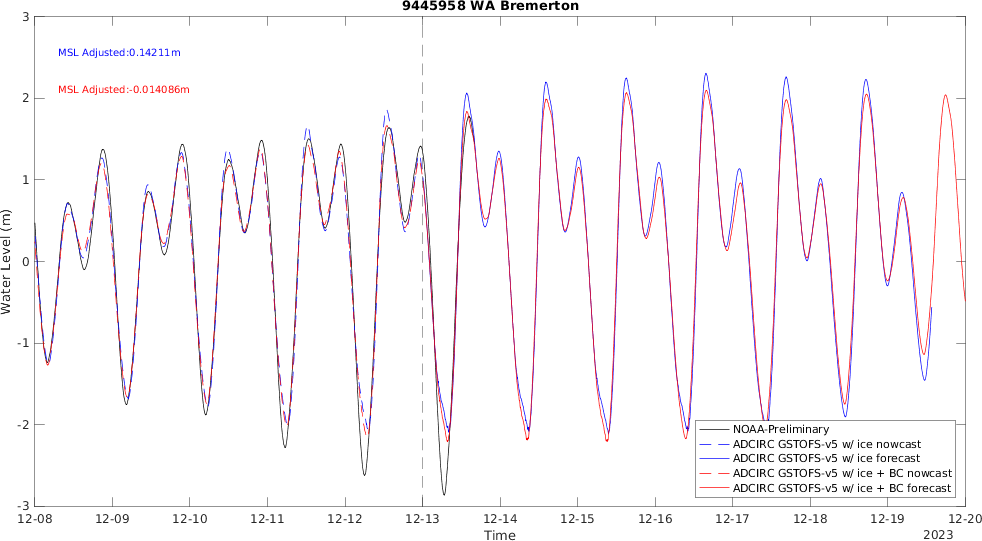 9445958 WA Bremerton
3
2
1
0
-1
-2
-3
Water Level (m)
MSL Adjusted:0.14211m
MSL Adjusted:-0.014086m
NOAA-Preliminary
ADCIRC GSTOFS-v5 w/ ice nowcast
ADCIRC GSTOFS-v5 w/ ice forecast
ADCIRC GSTOFS-v5 w/ ice + BC nowcast
ADCIRC GSTOFS-v5 w/ ice + BC forecast
12-08 12-09 12-10 12-11 12-12 12-13 12-14 12-15 12-16 12-17 12-18 12-19 12-20
Time 2023